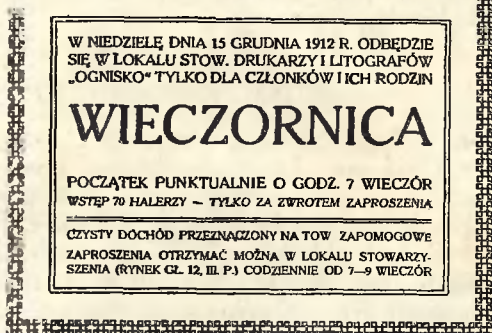 W NIEDZIELĘ DNIA 15 GRUDNIA 1912 R. ODBĘDZIE
SIĘ W LOKALU STOW. DRUKARZY I LITOGRAFÓW
„OGNISKO“ TYLKO DLA CZŁONKÓW I ICH RODZIN
WIECZORNICA
POCZĄTEK PUNKTUALNIE O GODZ. 7 WIECZÓR
WSTĘP 70 HALERZY — TYLKO ZA ZWROTEM ZAPROSZENIA
CZYSTY DOCHÓD PRZEZNĄCZONY NA TOW ZAPOMOGOWE
ZAPROSZENIA OTRZYMAĆ MOŻNA W LOKALU STOWARZY-
SZENIA (RYNEK GŁ. 12, III. P.) CODZIENNIE OD 7—9 WIECZÓR